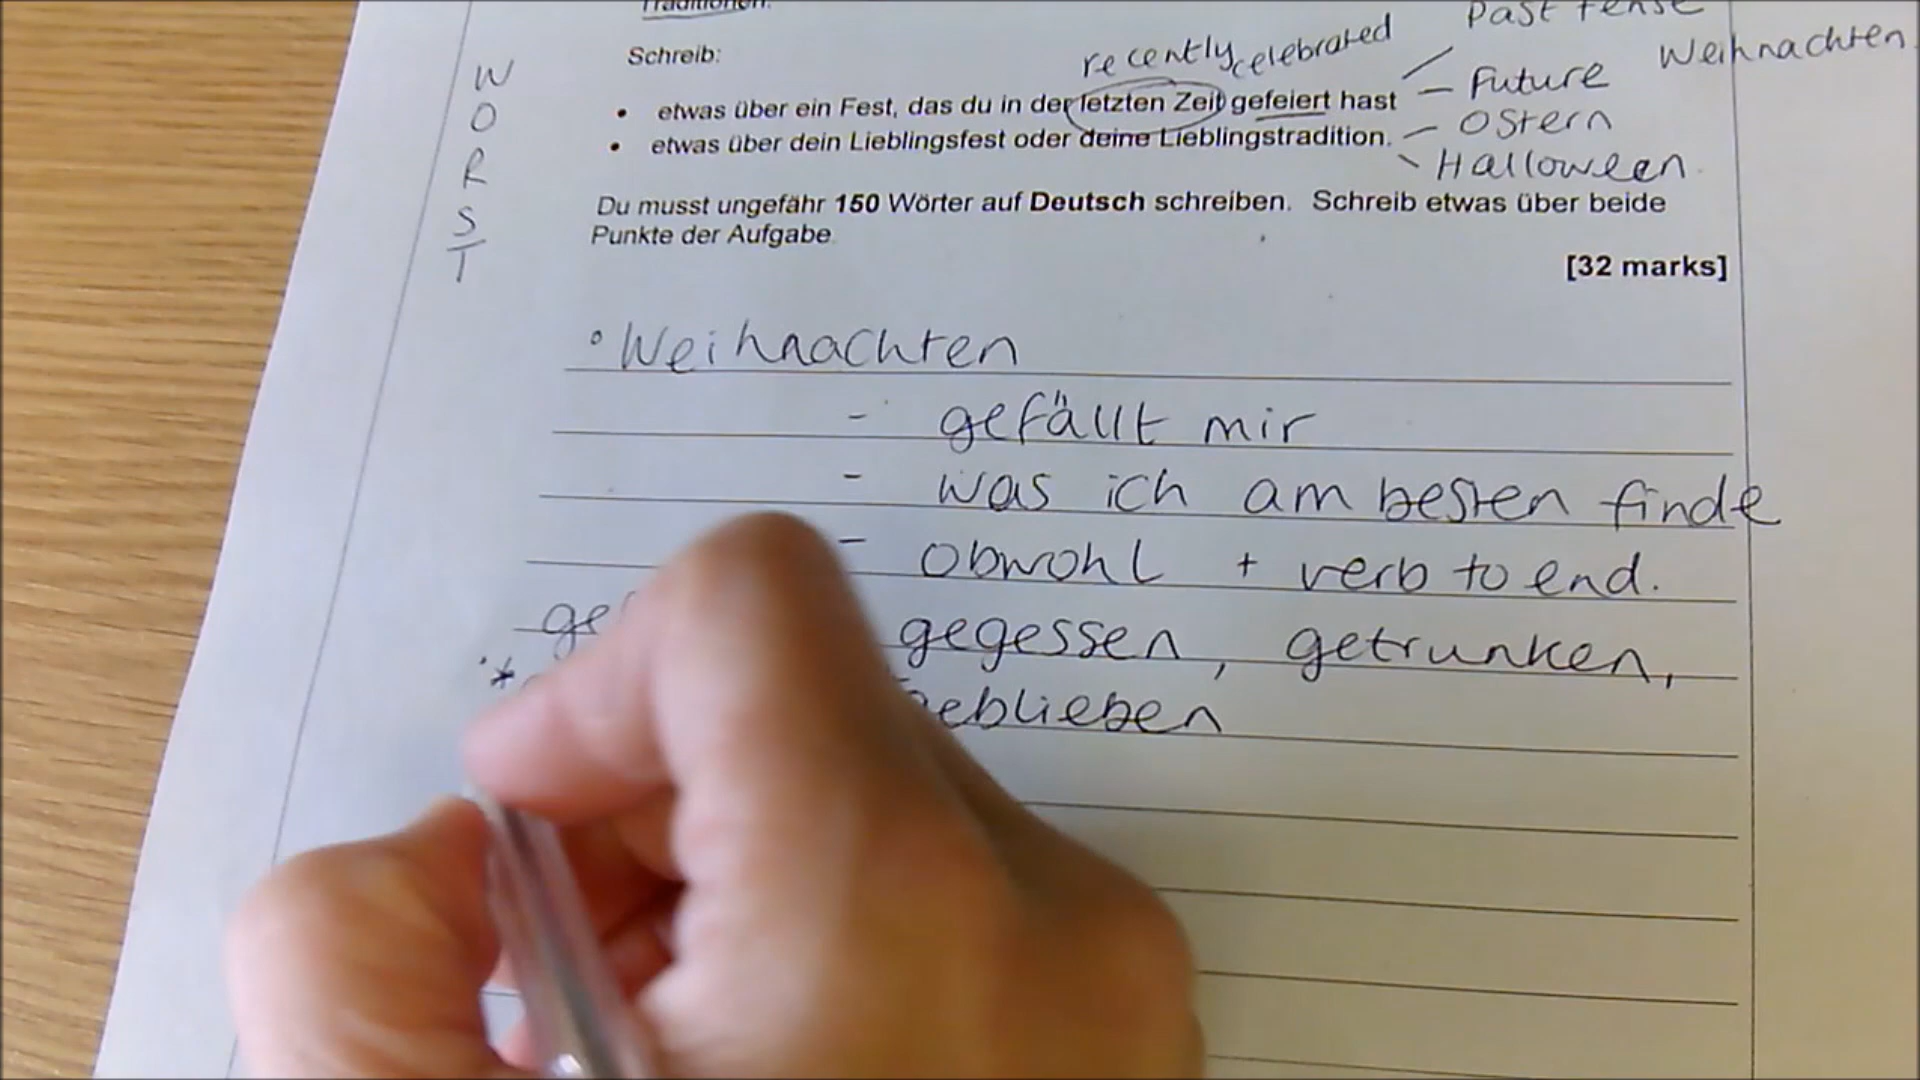 Traditionen.
Schreib:
• etwas über ein Fest, das du in der letzten Zeit gefeiert hast
• etwas über dein Lieblingsfest oder deine Lieblingstradition.
Du musst ungefähr 150 Wörter auf Deutsch schreiben. Schreib etwas über beide
Punkte der Aufgabe
[32 marks]
W
O
R
S
T
recently celebrated
Past tense
Weihnachten
- Future
- Ostern
- Halloween.
° Weihnachten
- gefällt mir
- was ich am besten finde
- obwohl + verb to end.
gegessen, getrunken,
* geblieben